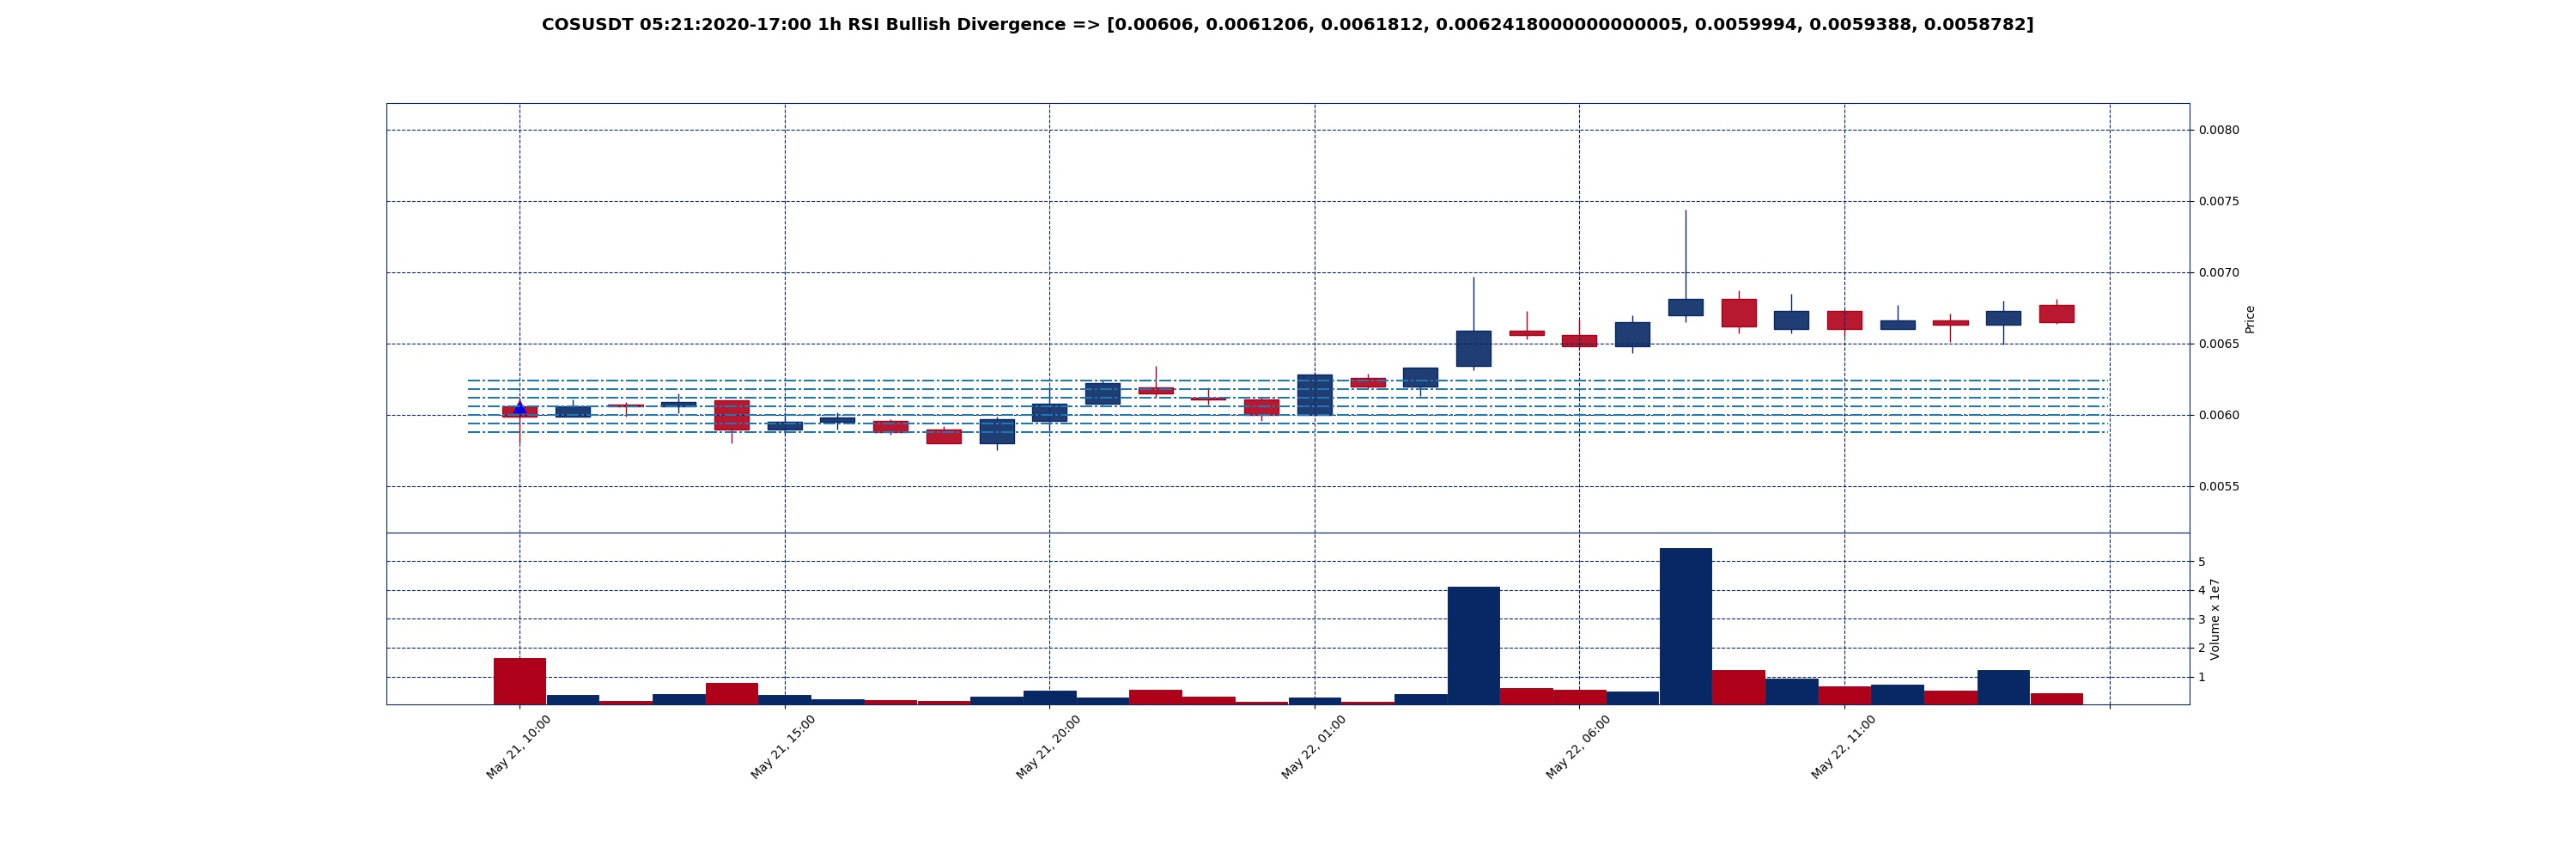 COSUSDT 05:21:2020-17:00 1h RSI Bullish Divergence => [0.00606, 0.0061206, 0.0061812, 0.0062418000000000005, 0.0059994, 0.0059388, 0.0058782]
0.0080
0.0075
0.0070
0.0065
0.0060
0.0055
Price
5
4
3
2
1
Volume x 1e7
May 21, 10:00
May 21, 15:00
May 21, 20:00
May 22, 01:00
May 22, 06:00
May 22, 11:00